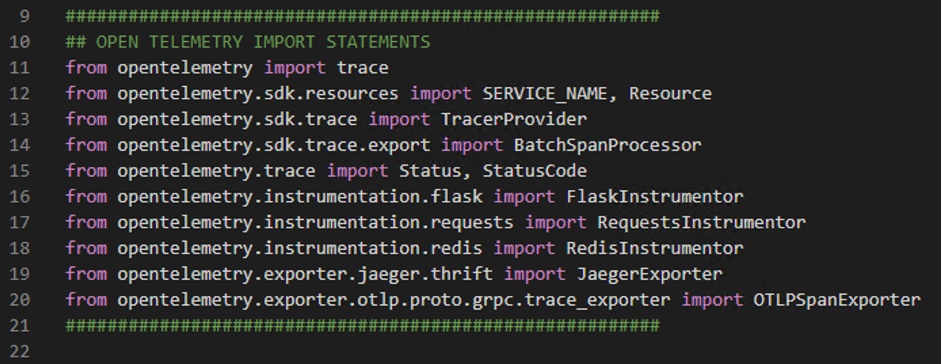 9 #########################################################
10 ## OPEN TELEMETRY IMPORT STATEMENTS
11 from opentelemetry import trace
12 from opentelemetry.sdk.resources import SERVICE_NAME, Resource
13 from opentelemetry.sdk.trace import TracerProvider
14 from opentelemetry.sdk.trace.export import BatchSpanProcessor
15 from opentelemetry.trace import Status, StatusCode
16 from opentelemetry.instrumentation.flask import FlaskInstrumentor
17 from opentelemetry.instrumentation.requests import RequestsInstrumentor
18 from opentelemetry.instrumentation.redis import RedisInstrumentor
19 from opentelemetry.exporter.jaeger.thrift import JaegerExporter
20 from opentelemetry.exporter.otlp.proto.grpc.trace_exporter import OTLPSpanExporter
21 #########################################################
22